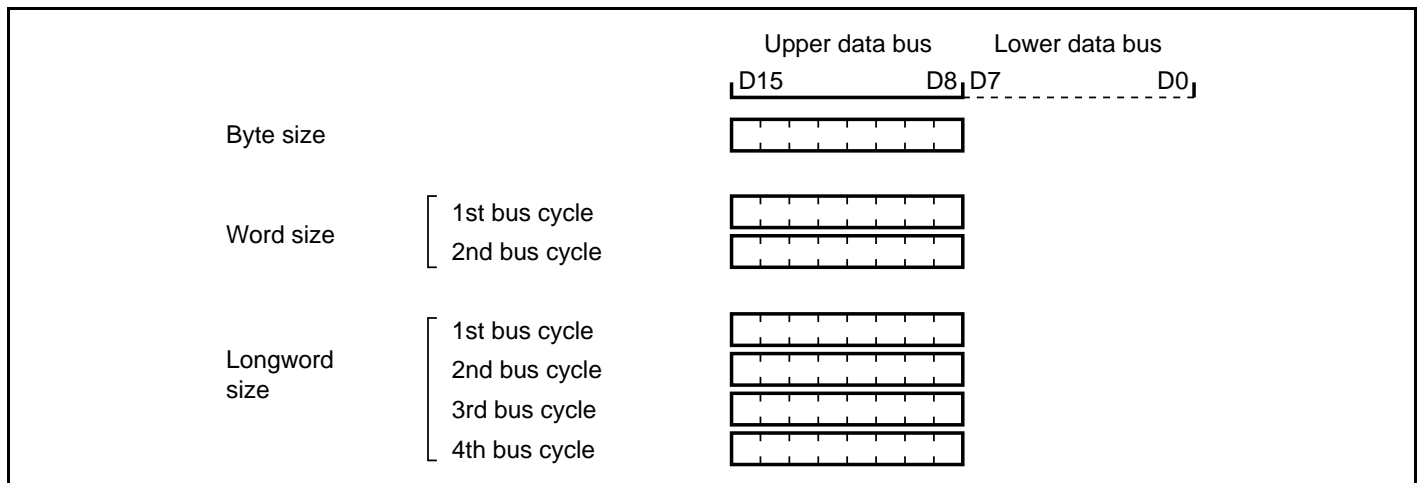 Upper data bus Lower data bus
D15 D8 D7 D0
Byte size
Word size
1st bus cycle
2nd bus cycle
Longword
size
1st bus cycle
2nd bus cycle
3rd bus cycle
4th bus cycle